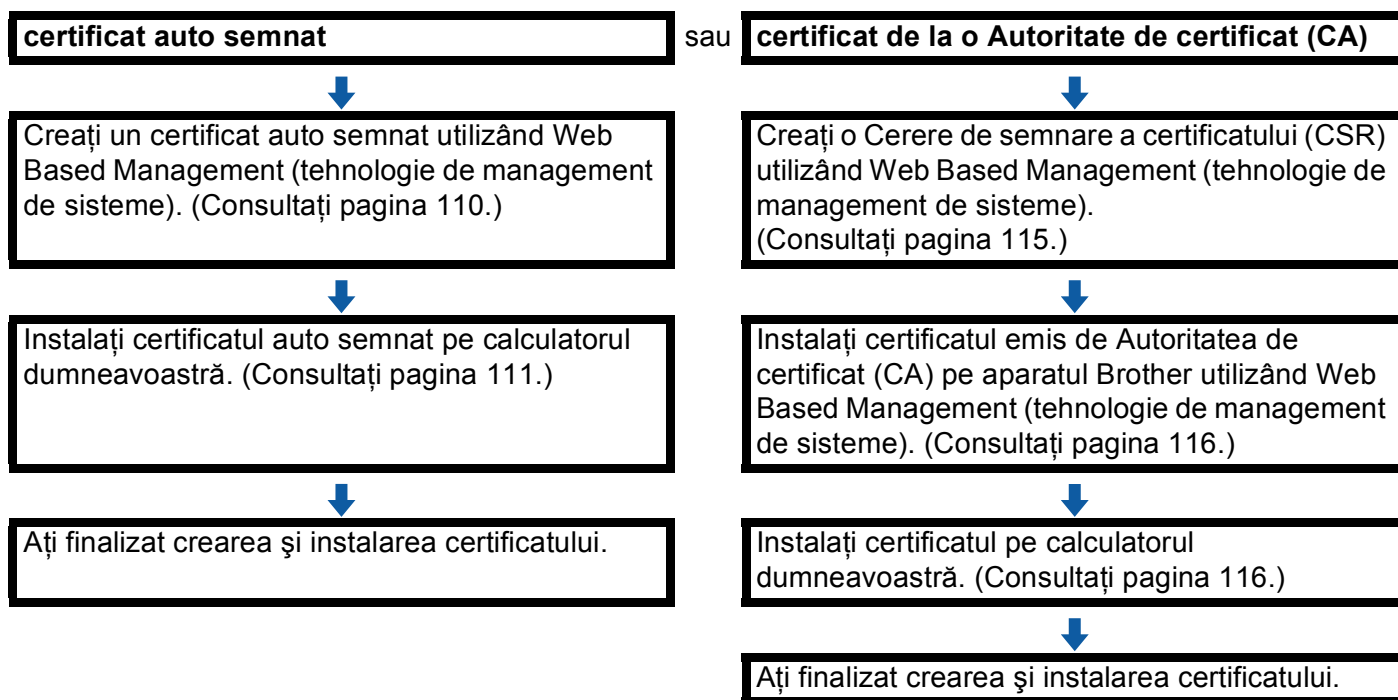 certificat auto semnat
sau
certificat de la o Autoritate de certificat (CA)
Creați un certificat auto semnat utilizând Web
Based Management (tehnologie de management
de sisteme). (Consultați pagina 110.)
Creați o Cerere de semnare a certificatului (CSR)
utilizând Web Based Management (tehnologie de
management de sisteme).
(Consultați pagina 115.)
Instalați certificatul auto semnat pe calculatorul
dumneavoastră. (Consultați pagina 111.)
Instalați certificatul emis de Autoritatea de
certificat (CA) pe aparatul Brother utilizând Web
Based Management (tehnologie de management
de sisteme). (Consultați pagina 116.)
Ați finalizat crearea şi instalarea certificatului.
Instalați certificatul pe calculatorul
dumneavoastră. (Consultați pagina 116.)
Ați finalizat crearea şi instalarea certificatului.